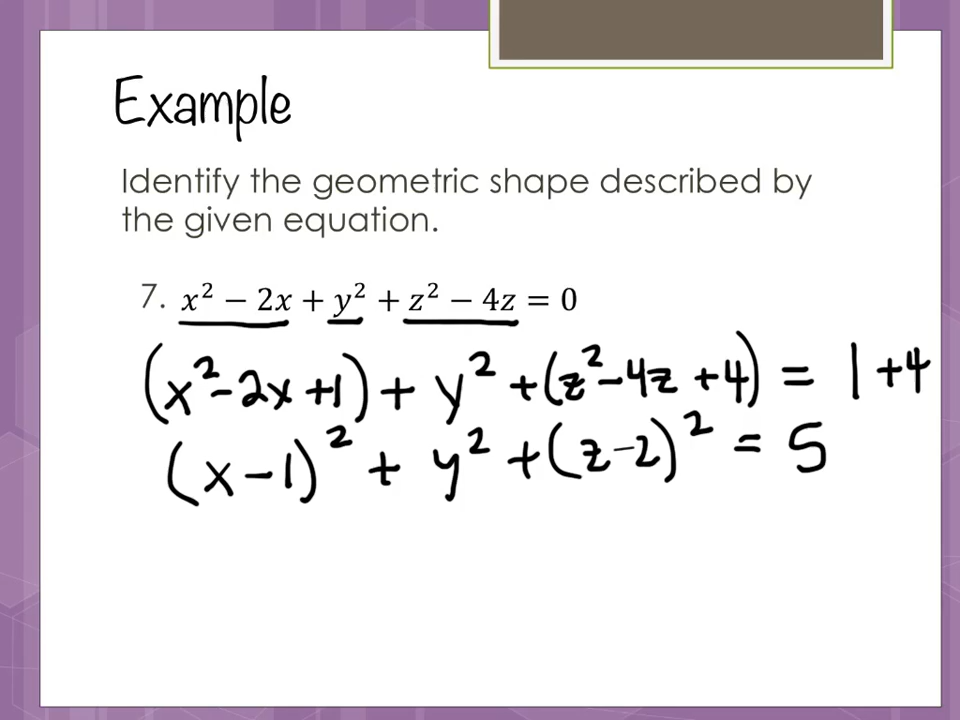 Example
Identify the geometric shape described by
the given equation.
7. x² − 2x + y² + z² − 4z = 0
(x²-2x+1) + y² +(z²-4z+4) = 1+4
(x-1)² + y² +(z-2)² = 5